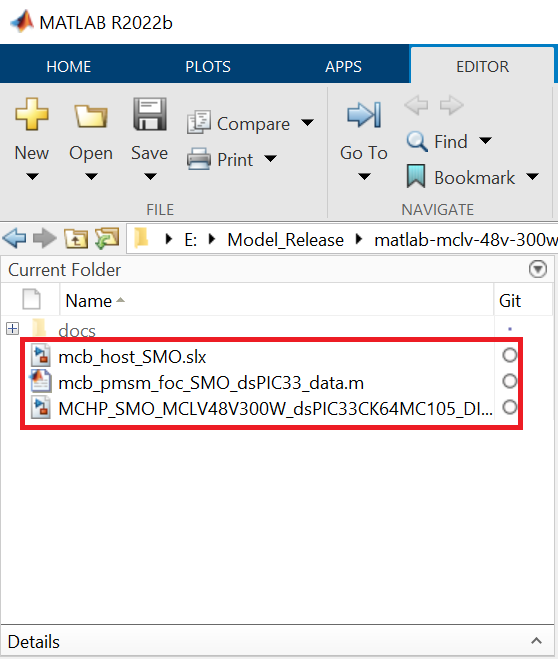 MATLAB R2022b
HOME PLOTS APPS EDITOR
New Open Save Compare Print Go To Find Bookmark
FILE NAVIGATE
E: Model_Release matlab-mclv-48v-300w
Current Folder
Name Git
docs
mcb_host_SMO.slx
mcb_pmsm_foc_SMO_dsPIC33_data.m
MCHP_SMO_MCLV48V300W_dsPIC33CK64MC105_DI...
Details